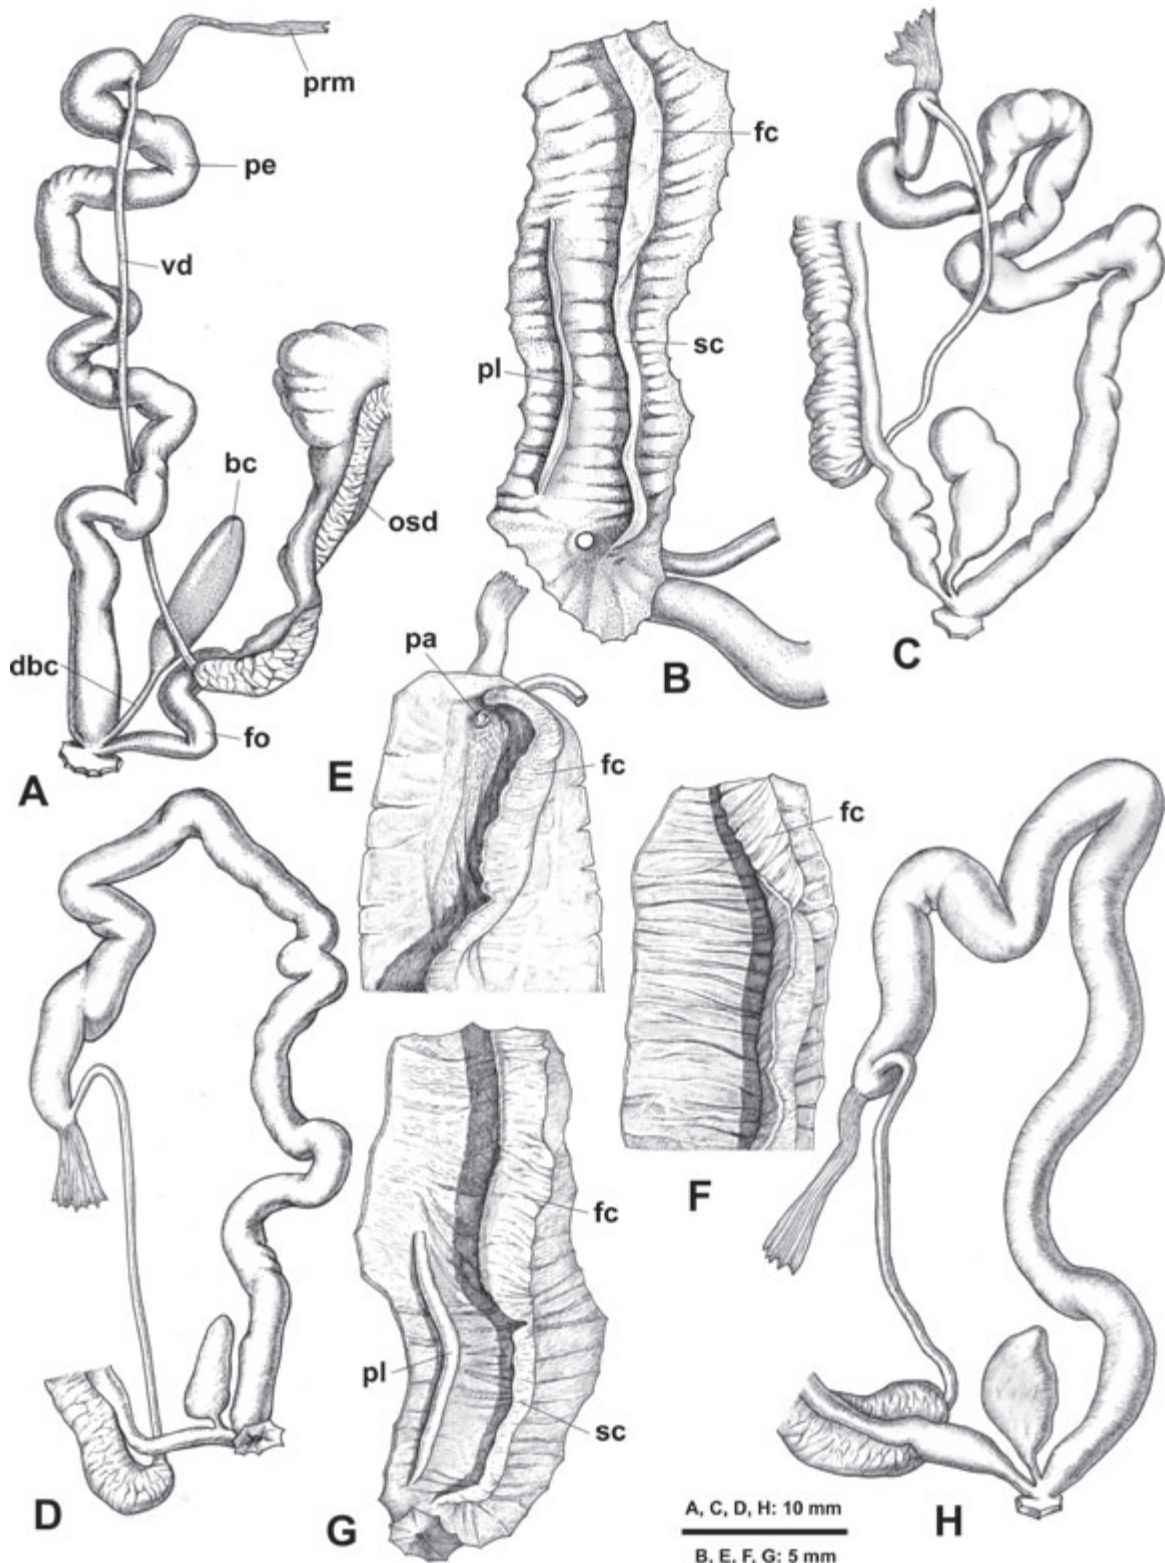 prm
pe
vd
bc
osd
dbc
fo
A
fc
sc
pl
B
C
pa
fc
E
fc
F
D
fc
pl
sc
G
H
A, C, D, H: 10 mm
B, E, F, G: 5 mm